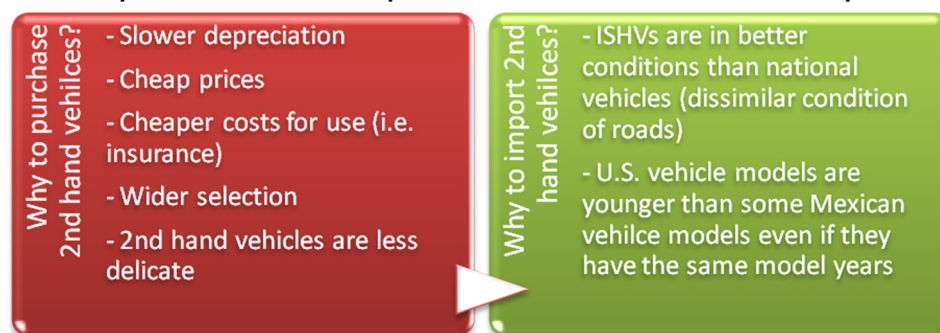 Why to purchase
2nd hand vehilces?
- Slower depreciation
- Cheap prices
- Cheaper costs for use (i.e.
insurance)
- Wider selection
- 2nd hand vehicles are less
delicate
Why to import 2nd
hand vehilces?
- ISHVs are in better
conditions than national
vehicles (dissimilar condition
of roads)
- U.S. vehicle models are
younger than some Mexican
vehilce models even if they
have the same model years